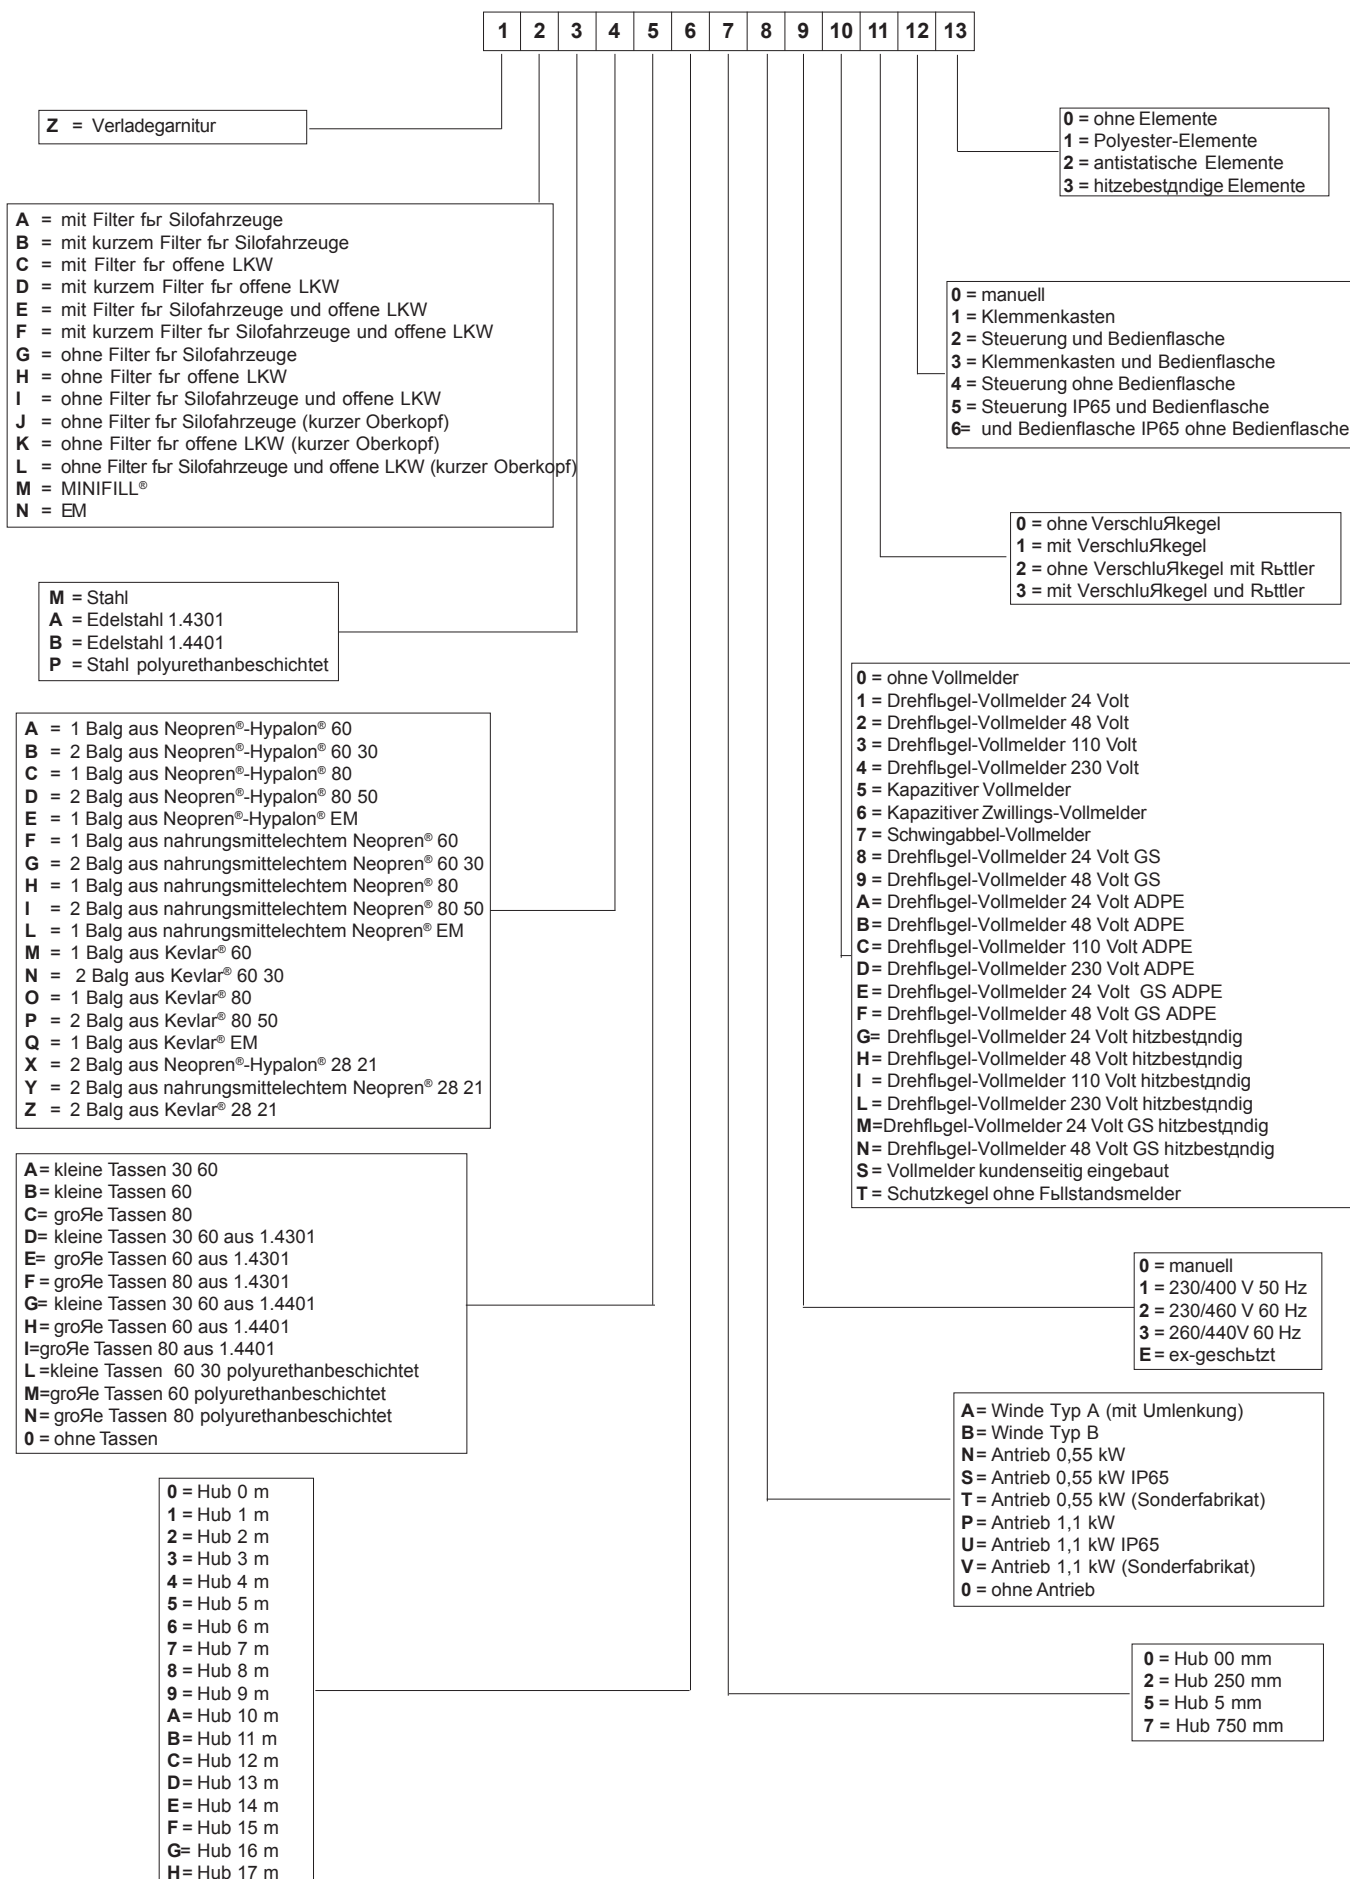 1 2 3 4 5 6 7 8 9 10 11 12 13
Z = Verladegarnitur
0 = ohne Elemente
1 = Polyester-Elemente
2 = antistatische Elemente
3 = hitzebestдndige Elemente
A = mit Filter fьr Silofahrzeuge
B = mit kurzem Filter fьr Silofahrzeuge
C = mit Filter fьr offene LKW
D = mit kurzem Filter fьr offene LKW
E = mit Filter fьr Silofahrzeuge und offene LKW
F = mit kurzem Filter fьr Silofahrzeuge und offene LKW
G = ohne Filter fьr Silofahrzeuge
H = ohne Filter fьr offene LKW
I = ohne Filter fьr Silofahrzeuge und offene LKW
J = ohne Filter fьr Silofahrzeuge (kurzer Oberkopf)
K = ohne Filter fьr offene LKW (kurzer Oberkopf)
L = ohne Filter fьr Silofahrzeuge und offene LKW (kurzer Oberkopf)
M = MINIFILL®
N = EM
0 = manuell
1 = Klemmenkasten
2 = Steuerung und Bedienflasche
3 = Klemmenkasten und Bedienflasche
4 = Steuerung ohne Bedienflasche
5 = Steuerung IP65 und Bedienflasche
6= und Bedienflasche IP65 ohne Bedienflasche
0 = ohne VerschluЯkegel
1 = mit VerschluЯkegel
2 = ohne VerschluЯkegel mit Rьttler
3 = mit VerschluЯkegel und Rьttler
M = Stahl
A = Edelstahl 1.4301
B = Edelstahl 1.4401
P = Stahl polyurethanbeschichtet
0 = ohne Vollmelder
1 = Drehflьgel-Vollmelder 24 Volt
2 = Drehflьgel-Vollmelder 48 Volt
3 = Drehflьgel-Vollmelder 110 Volt
4 = Drehflьgel-Vollmelder 230 Volt
5 = Kapazitiver Vollmelder
6 = Kapazitiver Zwillings-Vollmelder
7 = Schwingabbel-Vollmelder
8 = Drehflьgel-Vollmelder 24 Volt GS
9 = Drehflьgel-Vollmelder 48 Volt GS
A= Drehflьgel-Vollmelder 24 Volt ADPE
B= Drehflьgel-Vollmelder 48 Volt ADPE
C= Drehflьgel-Vollmelder 110 Volt ADPE
D= Drehflьgel-Vollmelder 230 Volt ADPE
E= Drehflьgel-Vollmelder 24 Volt GS ADPE
F= Drehflьgel-Vollmelder 48 Volt GS ADPE
G= Drehflьgel-Vollmelder 24 Volt hitzbestдndig
H= Drehflьgel-Vollmelder 48 Volt hitzbestдndig
I = Drehflьgel-Vollmelder 110 Volt hitzbestдndig
L = Drehflьgel-Vollmelder 230 Volt hitzbestдndig
M=Drehflьgel-Vollmelder 24 Volt GS hitzbestдndig
N= Drehflьgel-Vollmelder 48 Volt GS hitzbestдndig
S= Vollmelder kundenseitig eingebaut
T = Schutzkegel ohne Fьllstandsmelder
A = 1 Balg aus Neopren®-Hypalon® 60
B = 2 Balg aus Neopren®-Hypalon® 60 30
C = 1 Balg aus Neopren®-Hypalon® 80
D = 2 Balg aus Neopren®-Hypalon® 80 50
E = 1 Balg aus Neopren®-Hypalon® EM
F = 1 Balg aus nahrungsmittelechtem Neopren® 60
G = 2 Balg aus nahrungsmittelechtem Neopren® 60 30
H = 1 Balg aus nahrungsmittelechtem Neopren® 80
I = 2 Balg aus nahrungsmittelechtem Neopren® 80 50
L = 1 Balg aus nahrungsmittelechtem Neopren® EM
M = 1 Balg aus Kevlar® 60
N = 2 Balg aus Kevlar® 60 30
O = 1 Balg aus Kevlar® 80
P = 2 Balg aus Kevlar® 80 50
Q = 1 Balg aus Kevlar® EM
X = 2 Balg aus Neopren®-Hypalon® 28 21
Y = 2 Balg aus nahrungsmittelechtem Neopren® 28 21
Z = 2 Balg aus Kevlar® 28 21
A= kleine Tassen 30 60
B= kleine Tassen 60
C= groЯe Tassen 80
D= kleine Tassen 30 60 aus 1.4301
E= groЯe Tassen 60 aus 1.4301
F = groЯe Tassen 80 aus 1.4301
G= kleine Tassen 30 60 aus 1.4401
H= groЯe Tassen 60 aus 1.4401
I=groЯe Tassen 80 aus 1.4401
L =kleine Tassen 60 30 polyurethanbeschichtet
M=groЯe Tassen 60 polyurethanbeschichtet
N= groЯe Tassen 80 polyurethanbeschichtet
0 = ohne Tassen
0 = manuell
1 = 230/400 V 50 Hz
2 = 230/460 V 60 Hz
3 = 260/440V 60 Hz
E = ex-geschьtzt
A= Winde Typ A (mit Umlenkung)
B= Winde Typ B
N= Antrieb 0,55 kW
S= Antrieb 0,55 kW IP65
T = Antrieb 0,55 kW (Sonderfabrikat)
P= Antrieb 1,1 kW
U= Antrieb 1,1 kW IP65
V= Antrieb 1,1 kW (Sonderfabrikat)
0 = ohne Antrieb
0 = Hub 0 m
1 = Hub 1 m
2 = Hub 2 m
3 = Hub 3 m
4 = Hub 4 m
5 = Hub 5 m
6 = Hub 6 m
7 = Hub 7 m
8 = Hub 8 m
9 = Hub 9 m
A= Hub 10 m
B= Hub 11 m
C= Hub 12 m
D= Hub 13 m
E= Hub 14 m
F = Hub 15 m
G= Hub 16 m
H= Hub 17 m
0 = Hub 00 mm
2 = Hub 250 mm
5 = Hub 5 mm
7 = Hub 750 mm